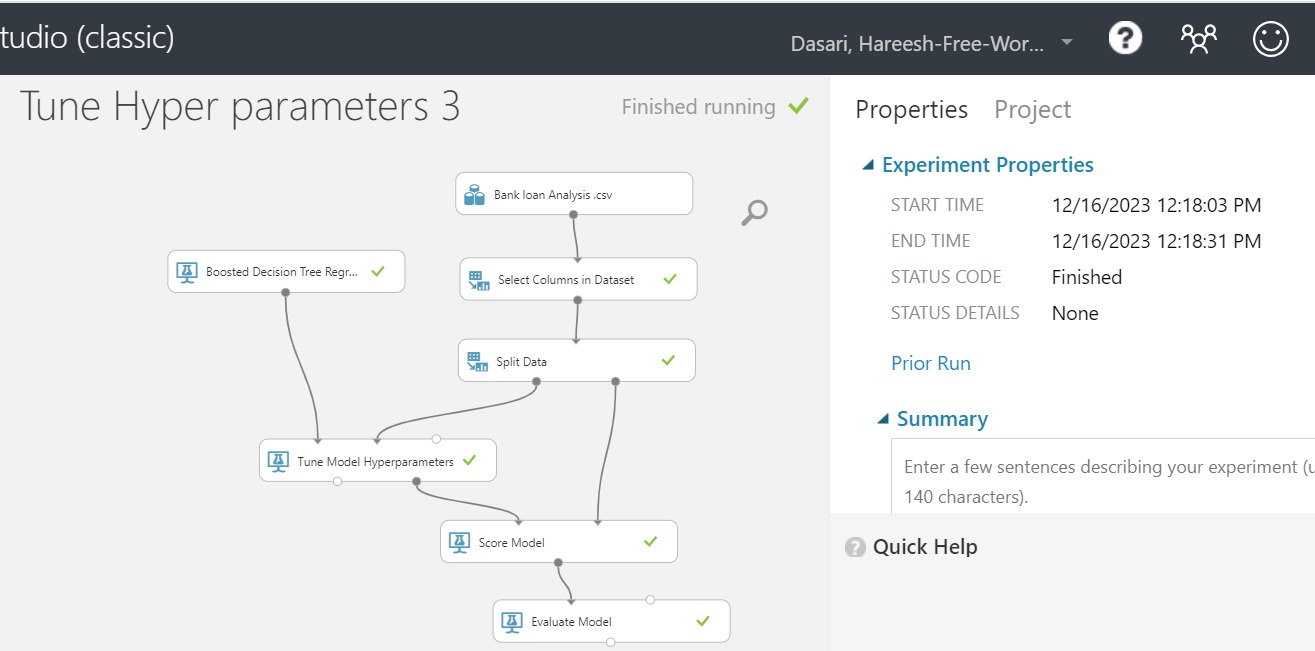 tudio (classic)
Dasari, Hareesh-Free-Wor...
?
Tune Hyper parameters 3
Finished running
Properties Project
Experiment Properties
START TIME 12/16/2023 12:18:03 PM
END TIME 12/16/2023 12:18:31 PM
STATUS CODE Finished
STATUS DETAILS None
Prior Run
Summary
Enter a few sentences describing your experiment (u
140 characters).
? Quick Help
Bank loan Analysis .csv
Boosted Decision Tree Regr...
Select Columns in Dataset
Split Data
Tune Model Hyperparameters
Score Model
Evaluate Model